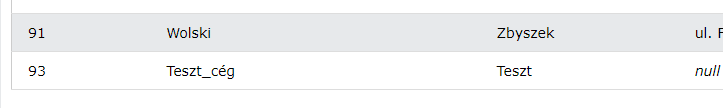 91 Wolski Zbyszek ul.
93 Teszt_cég Teszt null